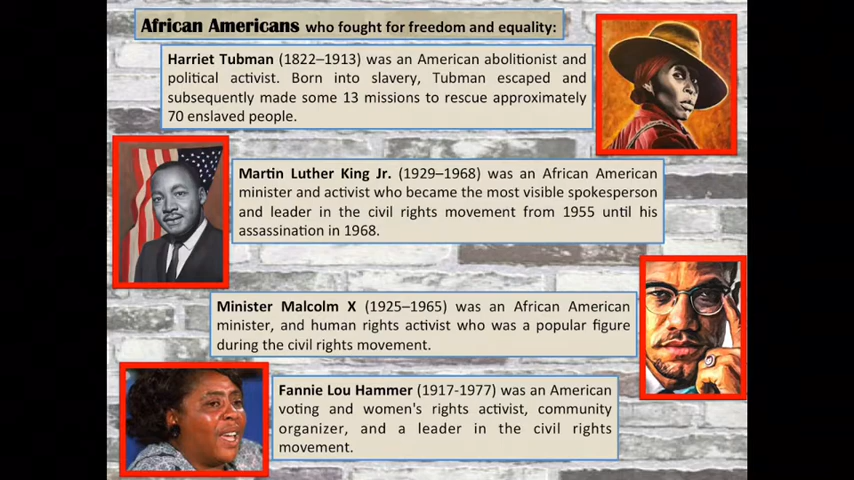 African Americans who fought for freedom and equality:
Harriet Tubman (1822–1913) was an American abolitionist and
political activist. Born into slavery, Tubman escaped and
subsequently made some 13 missions to rescue approximately
70 enslaved people.
Martin Luther King Jr. (1929–1968) was an African American
minister and activist who became the most visible spokesperson
and leader in the civil rights movement from 1955 until his
assassination in 1968.
Minister Malcolm X (1925–1965) was an African American
minister, and human rights activist who was a popular figure
during the civil rights movement.
Fannie Lou Hammer (1917-1977) was an American
voting and women's rights activist, community
organizer, and a leader in the civil rights
movement.